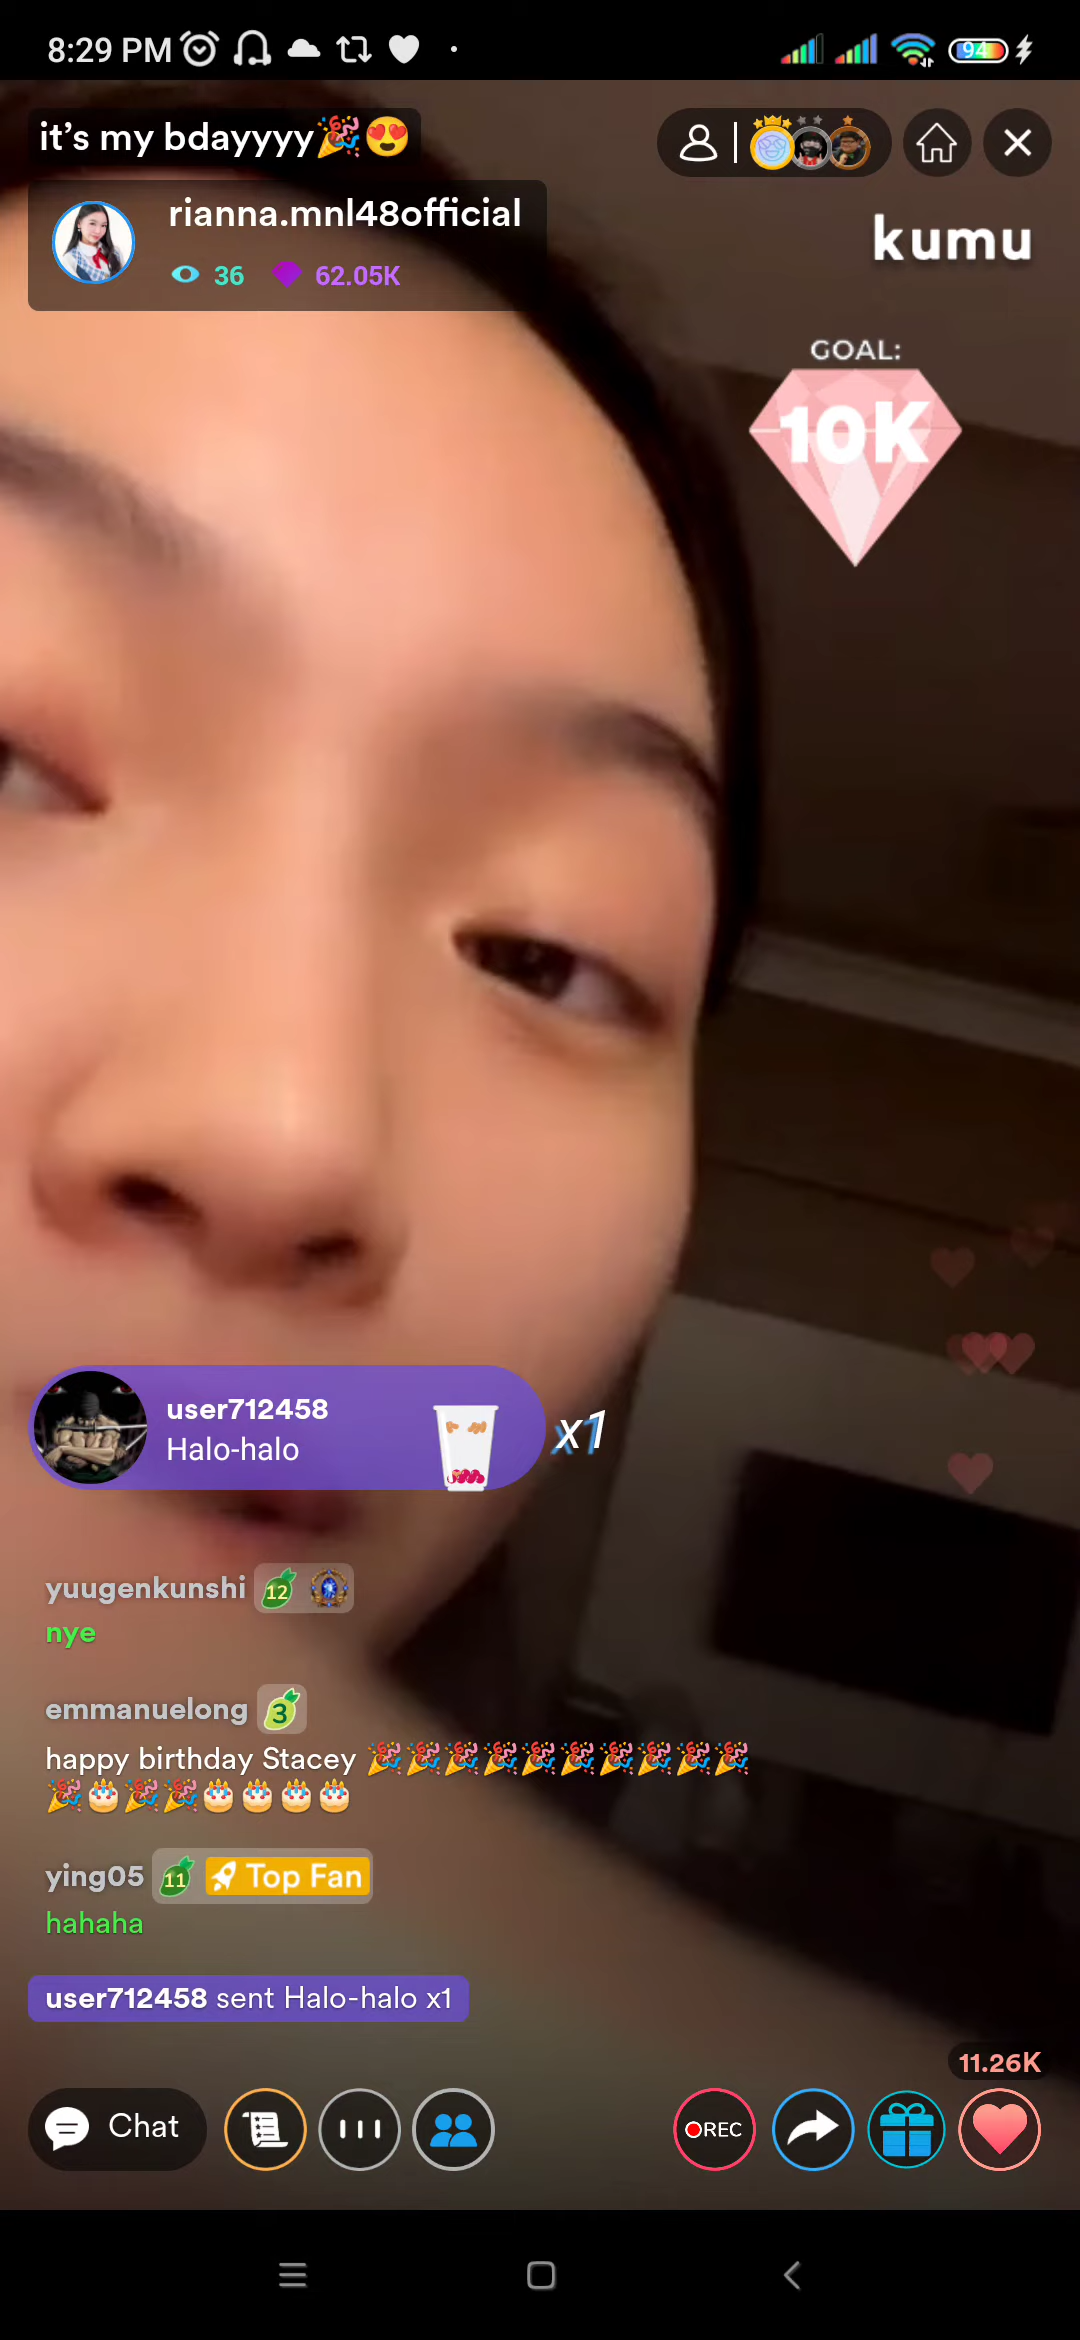 8:29 PM
94
it's my bdayyyy🎉😍
rianna.mnl48official
36 62.05K
kumu
GOAL:
10K
user712458
Halo-halo
x1
yuugenkunshi 12
nye
emmanuelong 3
happy birthday Stacey 🎉🎉🎉🎉🎉🎉🎉🎉🎉🎉
🎉🎂🎉🎉🎂🎂🎂🎂
ying05 11 Top Fan
hahaha
user712458 sent Halo-halo x1
11.26K
Chat
REC